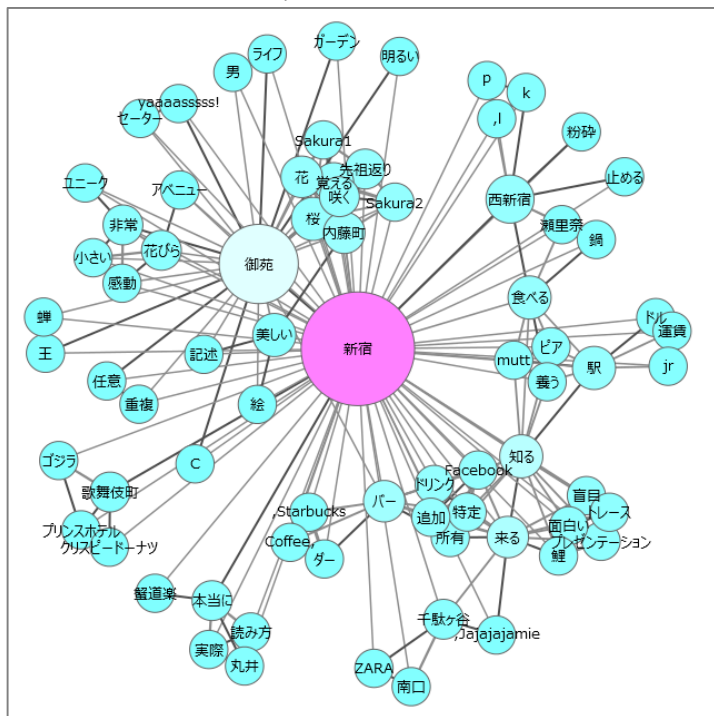 ガーデン
ライフ
明るい
男
p
k
yaaaasssss!
セーター
,l
粉砕
Sakura1
先祖返り
花
覚える
咲く
止める
ユニーク
アベニュー
Sakura2
西新宿
桜
非常
内藤町
瀬里奈
鍋
小さい
花びら
御苑
感動
食べる
蝉
ドル
運賃
美しい
王
記述
新宿
ピア
mutt
駅
jr
任意
養う
重複
絵
ゴジラ
C
知る
Facebook
歌舞伎町
ドリンク
盲目
バー
,Starbucks
特定
トレース
追加
面白い
プリンスホテル
クリスピードーナツ
Coffee,
所有
来る
プレゼンテーション
ダー
鯉
蟹道楽
本当に
千駄ヶ谷
,Jajajajamie
読み方
実際
丸井
ZARA
南口